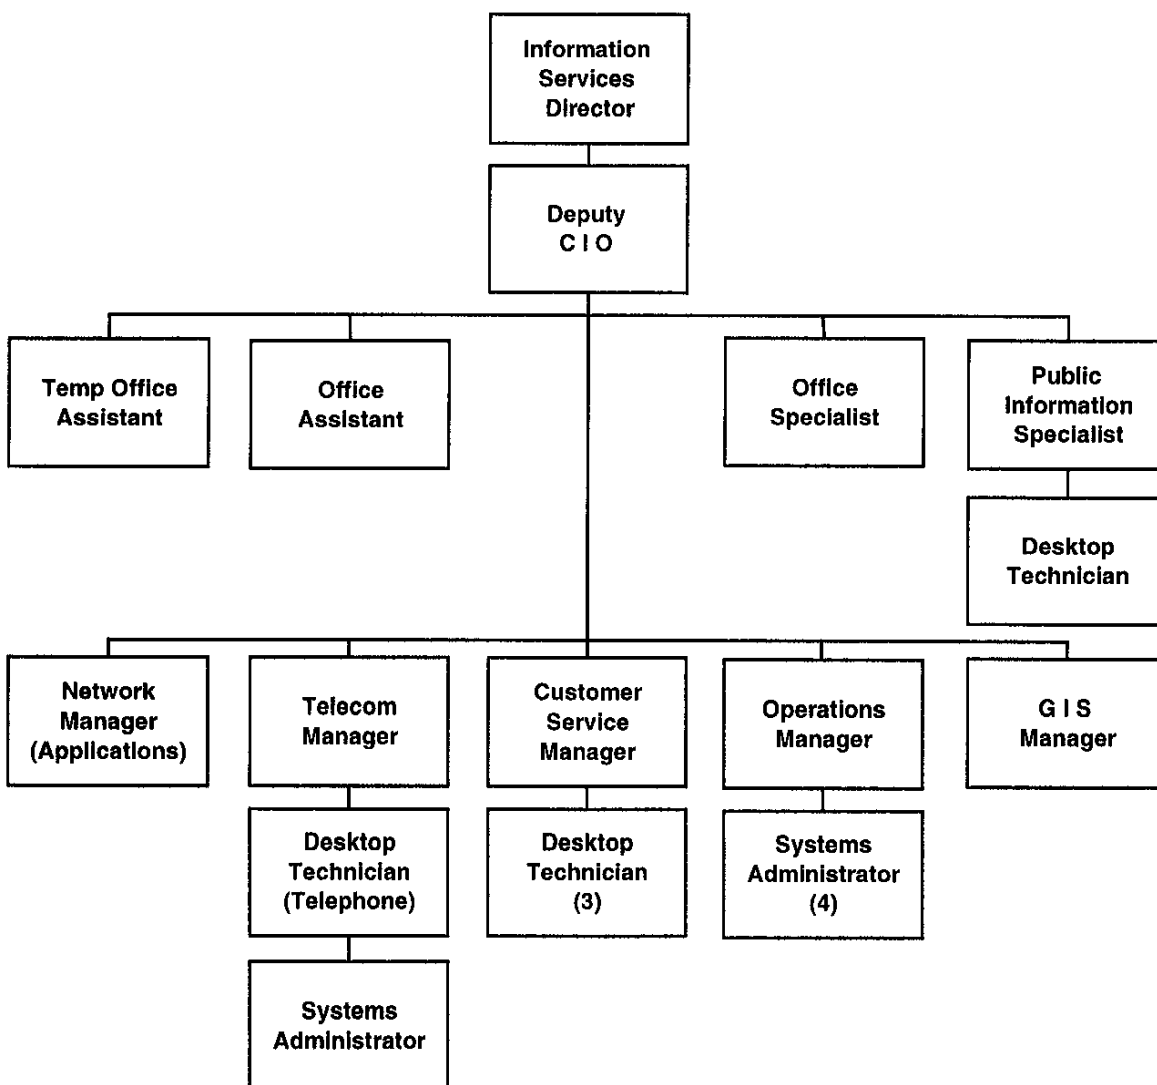 Information
Services
Director
Deputy
C I O
Temp Office
Assistant
Office
Assistant
Office
Specialist
Public
Information
Specialist
Desktop
Technician
Network
Manager
(Applications)
Telecom
Manager
Customer
Service
Manager
Operations
Manager
G I S
Manager
Desktop
Technician
(Telephone)
Desktop
Technician
(3)
Systems
Administrator
(4)
Systems
Administrator